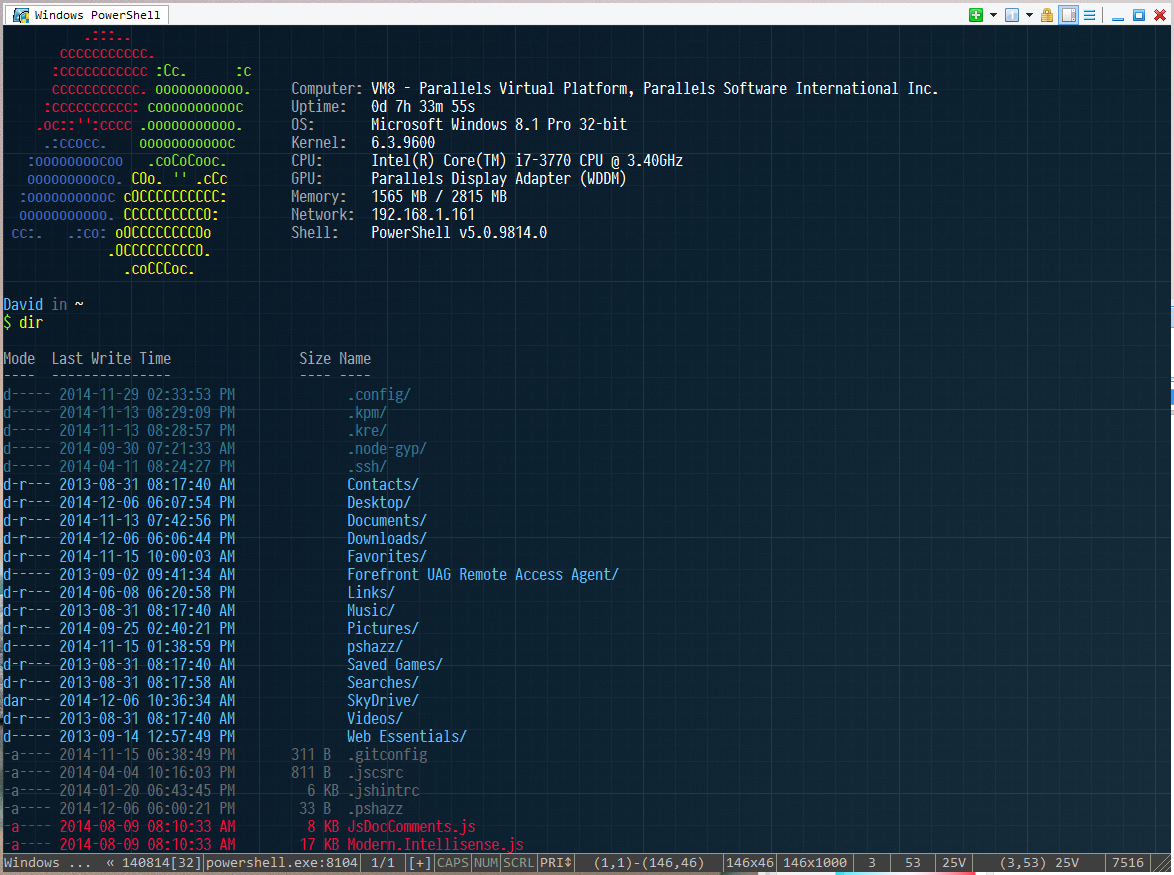 Windows PowerShell
.:::..
ccccccccccc.
:ccccccccccc :Cc.      :c
ccccccccccc. ooooooooooo.     Computer: VM8 - Parallels Virtual Platform, Parallels Software International Inc.
:ccccccccccc: cooooooooooc      Uptime:   0d 7h 33m 55s
.oc::'':cccc .ooooooooooo.      OS:       Microsoft Windows 8.1 Pro 32-bit
.:ccocc.    ooooooooooooc       Kernel:   6.3.9600
:ooooooooocoo   .coCoCooc.        CPU:      Intel(R) Core(TM) i7-3770 CPU @ 3.40GHz
ooooooooooco. COo. '' .cCc        GPU:      Parallels Display Adapter (WDDM)
:ooooooooooc cOCCCCCCCCCC:        Memory:   1565 MB / 2815 MB
ooooooooooo. CCCCCCCCCCO:         Network:  192.168.1.161
cc:.   .:co: oOCCCCCCCCOo          Shell:    PowerShell v5.0.9814.0
.OCCCCCCCCCO.
.coCCCoc.
David in ~
$ dir
Mode  Last Write Time                Size Name
----  ---------------                ---- ----
d----- 2014-11-29 02:33:53 PM              .config/
d----- 2014-11-13 08:29:09 PM              .kpm/
d----- 2014-11-13 08:28:57 PM              .kre/
d----- 2014-09-30 07:21:33 AM              .node-gyp/
d----- 2014-04-11 08:24:27 PM              .ssh/
d-r--- 2013-08-31 08:17:40 AM              Contacts/
d-r--- 2014-12-06 06:07:54 PM              Desktop/
d-r--- 2014-11-13 07:42:56 PM              Documents/
d-r--- 2014-12-06 06:06:44 PM              Downloads/
d-r--- 2014-11-15 10:00:03 AM              Favorites/
d----- 2013-09-02 09:41:34 AM              Forefront UAG Remote Access Agent/
d-r--- 2014-06-08 06:20:58 PM              Links/
d-r--- 2013-08-31 08:17:40 AM              Music/
d-r--- 2014-09-25 02:40:21 PM              Pictures/
d----- 2014-11-15 01:38:59 PM              pshazz/
d-r--- 2013-08-31 08:17:40 AM              Saved Games/
d-r--- 2013-08-31 08:17:58 AM              Searches/
dar--- 2014-12-06 10:36:34 AM              SkyDrive/
d-r--- 2013-08-31 08:17:40 AM              Videos/
d----- 2013-09-14 12:57:49 PM              Web Essentials/
-a---- 2014-11-15 06:38:49 PM       311 B  .gitconfig
-a---- 2014-04-04 10:16:03 PM       811 B  .jscsrc
-a---- 2014-01-20 06:43:45 PM         6 KB .jshintrc
-a---- 2014-12-06 06:00:21 PM        33 B  .pshazz
-a---- 2014-08-09 08:10:33 AM         8 KB JsDocComments.js
-a---- 2014-08-09 08:10:33 AM        17 KB Modern.Intellisense.js
Windows ...  « 140814[32] powershell.exe:8104 1/1 [+] CAPS NUM SCRL PRI↕ (1,1)-(146,46) 146x46 146x1000 3 53 25V (3,53) 25V 7516